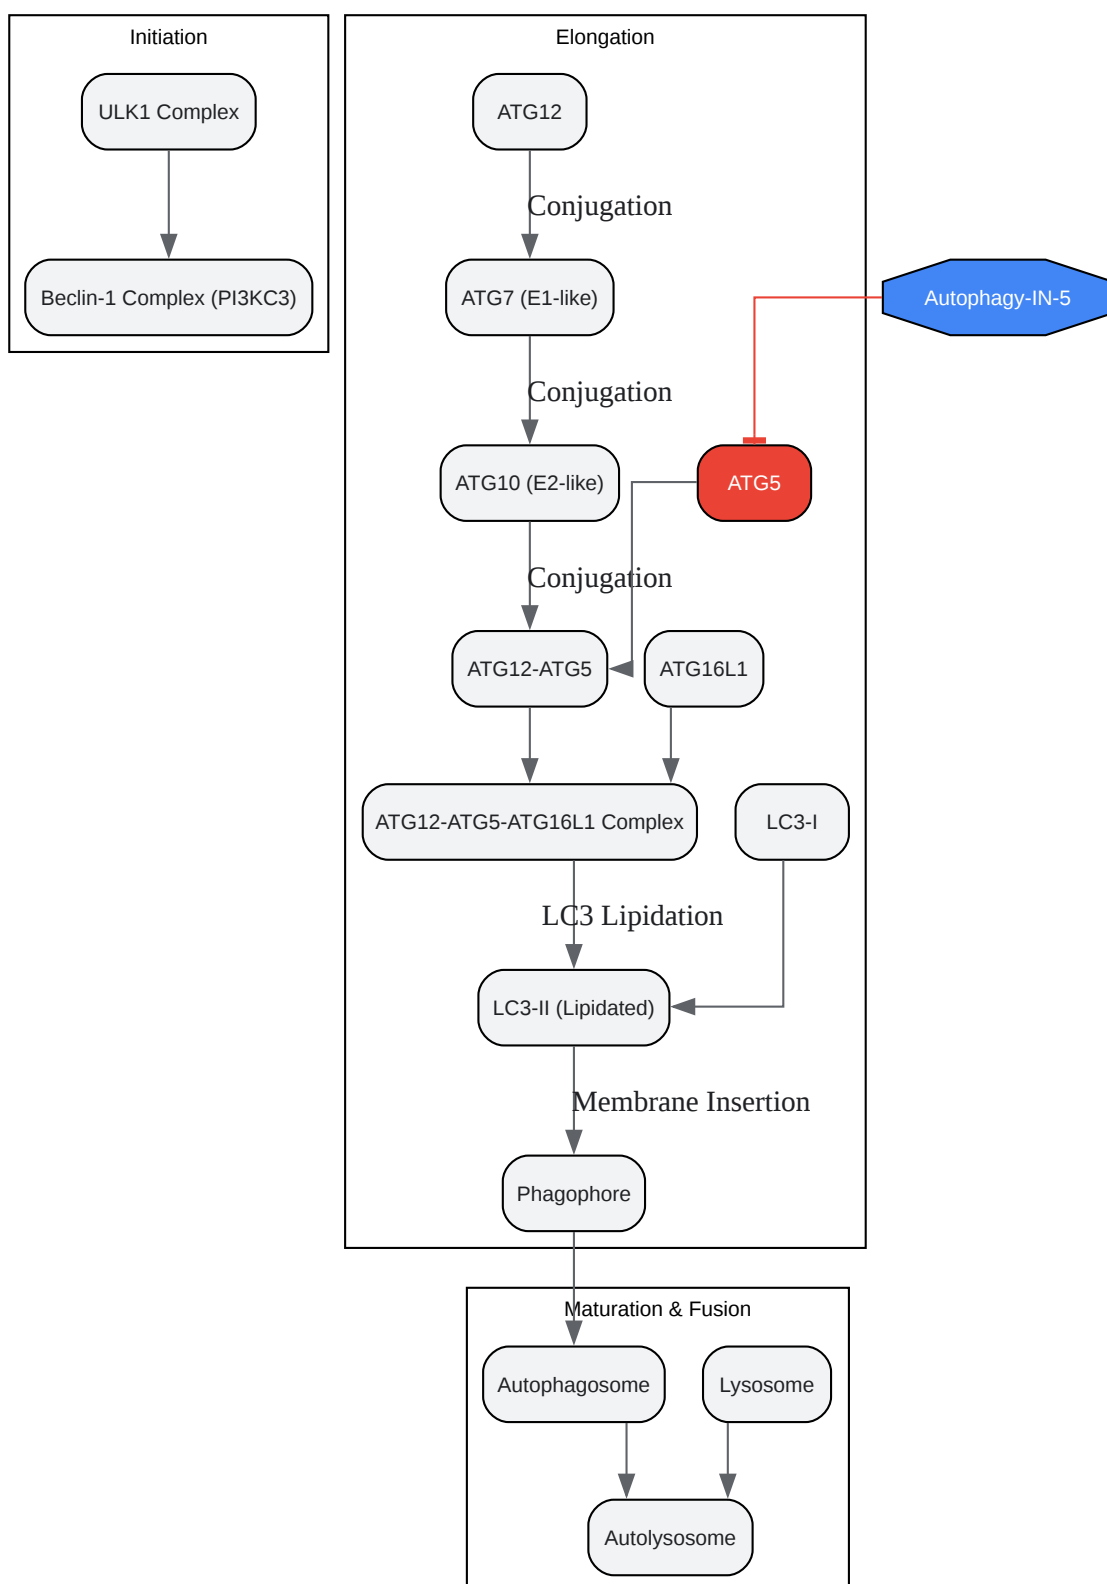 Initiation
ULK1 Complex
Beclin-1 Complex (PI3KC3)
Elongation
ATG12
Conjugation
ATG7 (E1-like)
Autophagy-IN-5
Conjugation
ATG10 (E2-like)
ATG5
Conjugation
ATG12-ATG5
ATG16L1
ATG12-ATG5-ATG16L1 Complex
LC3-I
LC3 Lipidation
LC3-II (Lipidated)
Membrane Insertion
Phagophore
Maturation & Fusion
Autophagosome
Lysosome
Autolysosome